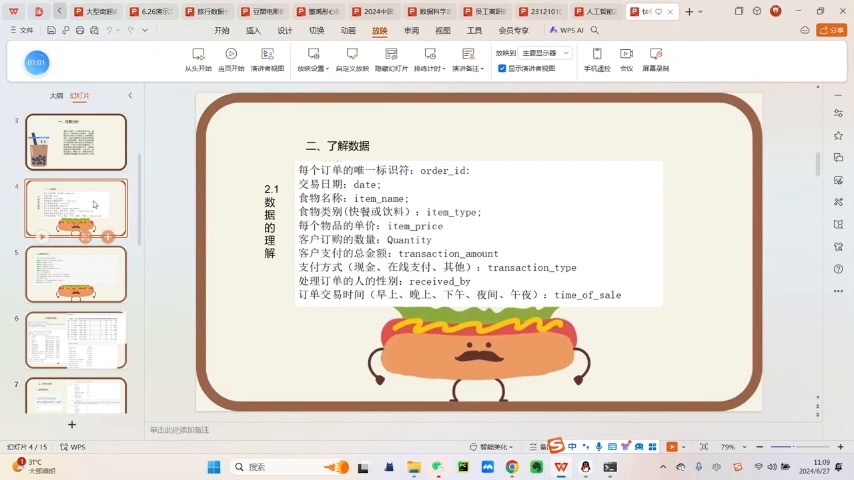 大型商超
6.26演示文
旅行数据
豆瓣电影
董嘴彤心
2024中国
数据科学
员工离职
2312101
人工智能
快
文件
开始
插入
设计
切换
动画
放映
审阅
视图
工具
会员专享
WPS AI
分享
01:01
从头开始
当页开始
演讲者视图
放映设置
自定义放映
隐藏幻灯片
排练计时
演讲备注
放映到
主要显示器
显示演讲者视图
手机遥控
会议
屏幕录制
大纲
幻灯片
3
4
5
6
7
二、了解数据
2.1
数据的理解
每个订单的唯一标识符：order_id:
交易日期：date;
食物名称：item_name;
食物类别(快餐或饮料）：item_type;
每个物品的单价：item_price
客户订购的数量：Quantity
客户支付的总金额：transaction_amount
支付方式（现金、在线支付、其他）：transaction_type
处理订单的人的性别：received_by
订单交易时间（早上、晚上、下午、夜间、午夜）：time_of_sale
单击此处添加备注
幻灯片 4 / 15
WPS
智能美化
中
79%
31°C
大部晴朗
搜索
11:09
2024/6/27